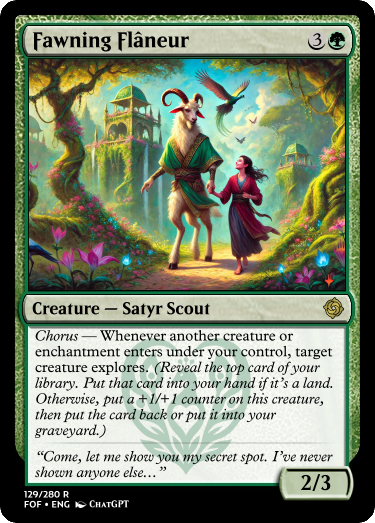 Fawning Flâneur 3
Creature — Satyr Scout
Chorus — Whenever another creature or
enchantment enters under your control, target
creature explores. (Reveal the top card of your
library. Put that card into your hand if it's a land.
Otherwise, put a +1/+1 counter on this creature,
then put the card back or put it into your
graveyard.)
“Come, let me show you my secret spot. I've never
shown anyone else…”
2/3
129/280 R
FOF • ENG ChatGPT